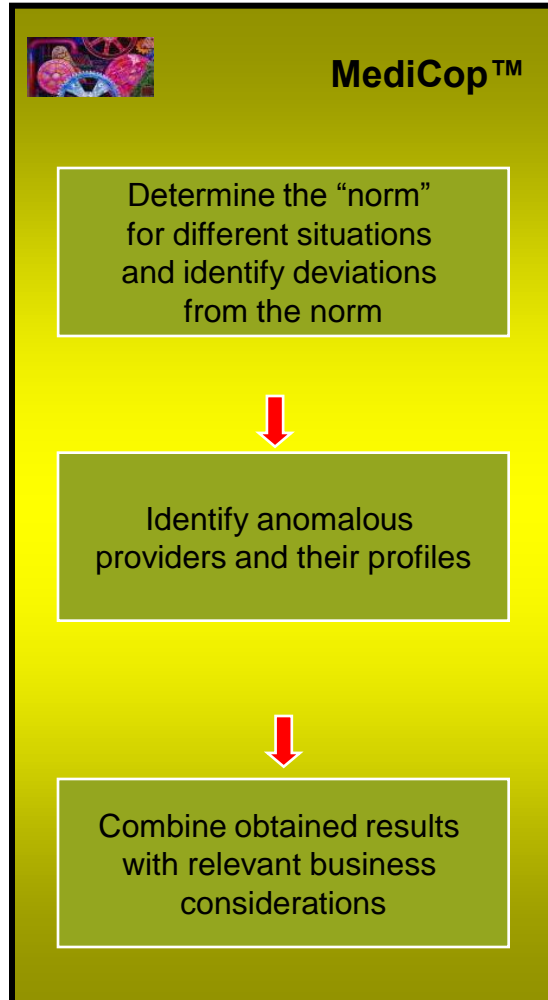 MediCop™
Determine the “norm”
for different situations
and identify deviations
from the norm
Identify anomalous
providers and their profiles
Combine obtained results
with relevant business
considerations